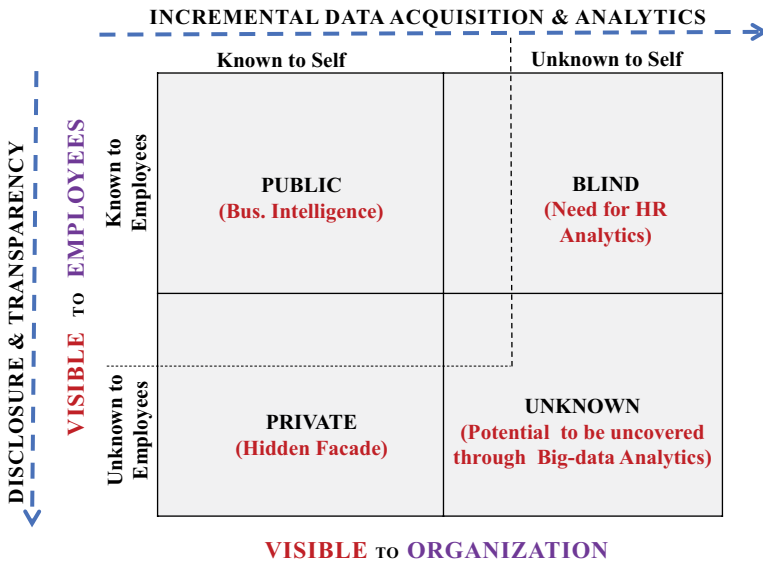 INCREMENTAL DATA ACQUISITION & ANALYTICS
Known to Self
Unknown to Self
DISCLOSURE & TRANSPARENCY
VISIBLE TO EMPLOYEES
Known to
Employees
PUBLIC
(Bus. Intelligence)
BLIND
(Need for HR
Analytics)
Unknown to
Employees
PRIVATE
(Hidden Facade)
UNKNOWN
(Potential to be uncovered
through Big-data Analytics)
VISIBLE TO ORGANIZATION